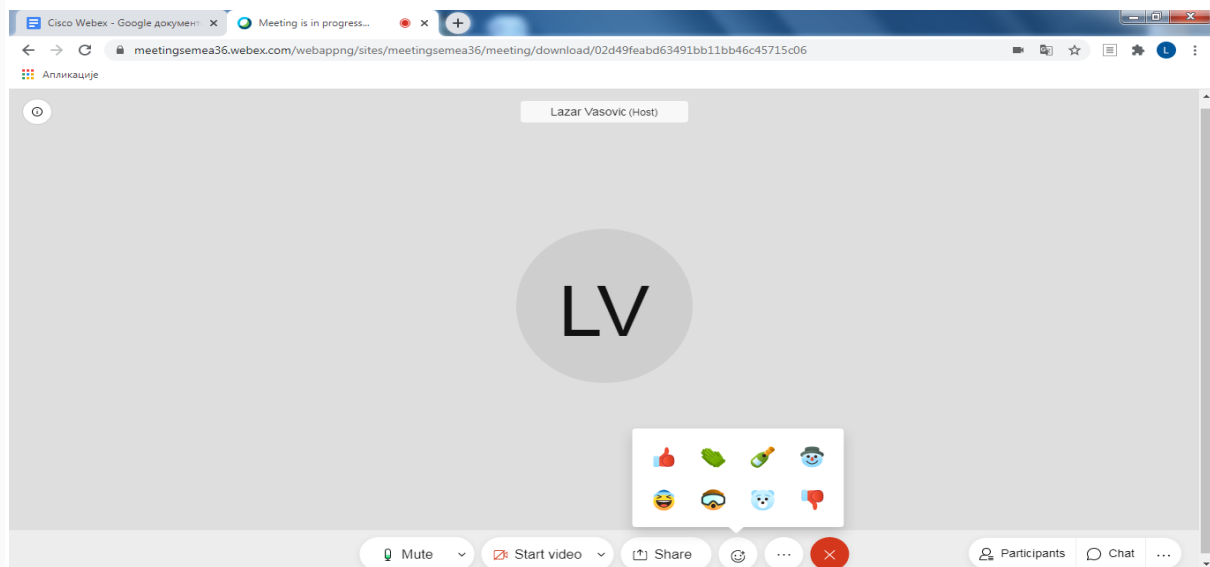 Cisco Webex - Google документ
Meeting is in progress...
meetingsemea36.webex.com/webappng/sites/meetingsemea36/meeting/download/02d49feabd63491bb11bb46c45715c06
L
Апликације
Lazar Vasovic (Host)
LV
Mute
Start video
Share
Participants
Chat